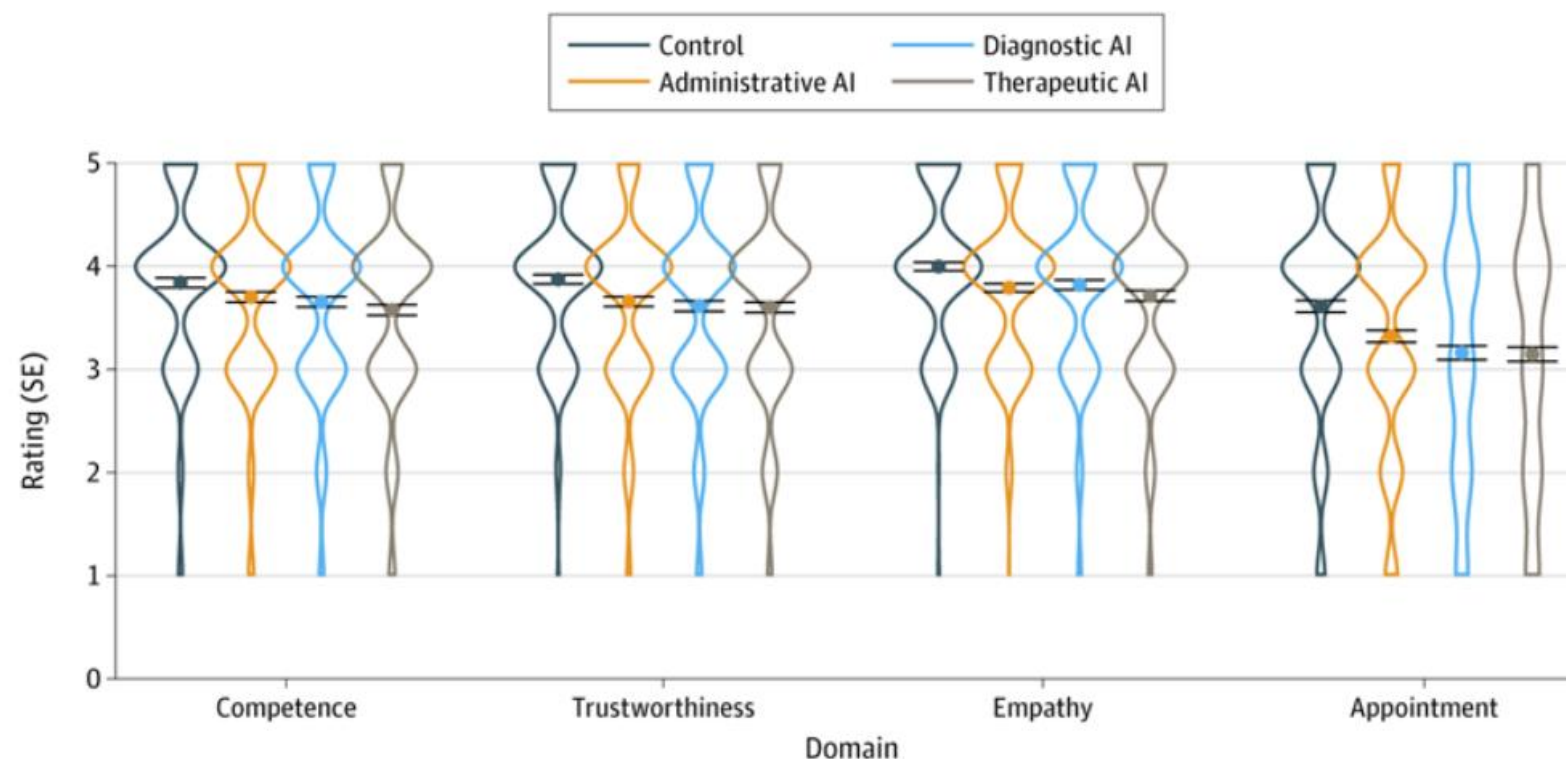 Control
Diagnostic AI
Administrative AI
Therapeutic AI
5
4
3
2
1
0
Rating (SE)
Competence
Trustworthiness
Empathy
Appointment
Domain